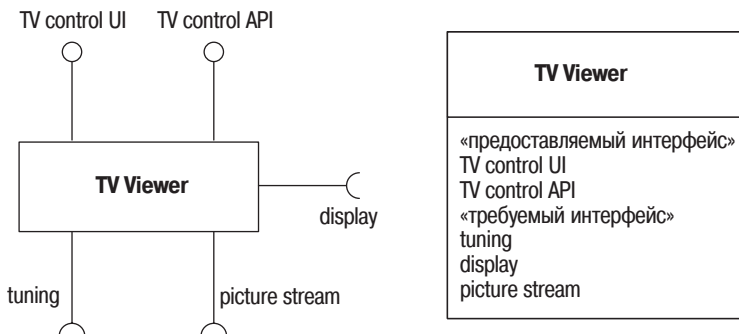 TV control UI
TV control API
TV Viewer
display
tuning
picture stream
TV Viewer
«предоставляемый интерфейс»
TV control UI
TV control API
«требуемый интерфейс»
tuning
display
picture stream